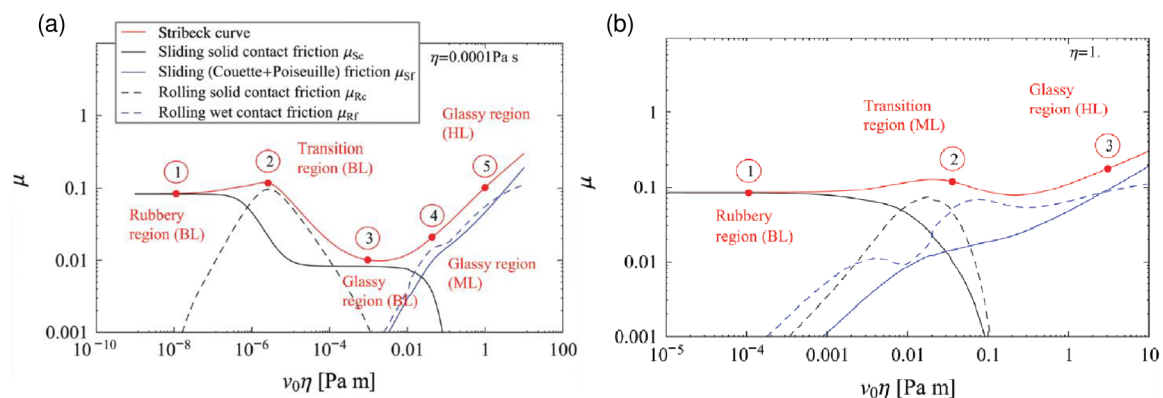 (a)
Stribeck curve
Sliding solid contact friction μSc
Sliding (Couette+Poiseuille) friction μSf
Rolling solid contact friction μRc
Rolling wet contact friction μRf
η=0.0001Pa s
Glassy region
(HL)
Transition
region (BL)
1
2
3
4
5
Rubbery
region (BL)
Glassy
region (BL)
Glassy region
(ML)
μ
1
0.1
0.01
0.001
10⁻¹⁰
10⁻⁸
10⁻⁶
10⁻⁴
0.01
1
100
v₀η [Pa m]
(b)
η=1.
Glassy
region (HL)
Transition
region (ML)
1
2
3
Rubbery
region (BL)
μ
1
0.1
0.01
0.001
10⁻⁵
10⁻⁴
0.001
0.01
0.1
1
10
v₀η [Pa m]